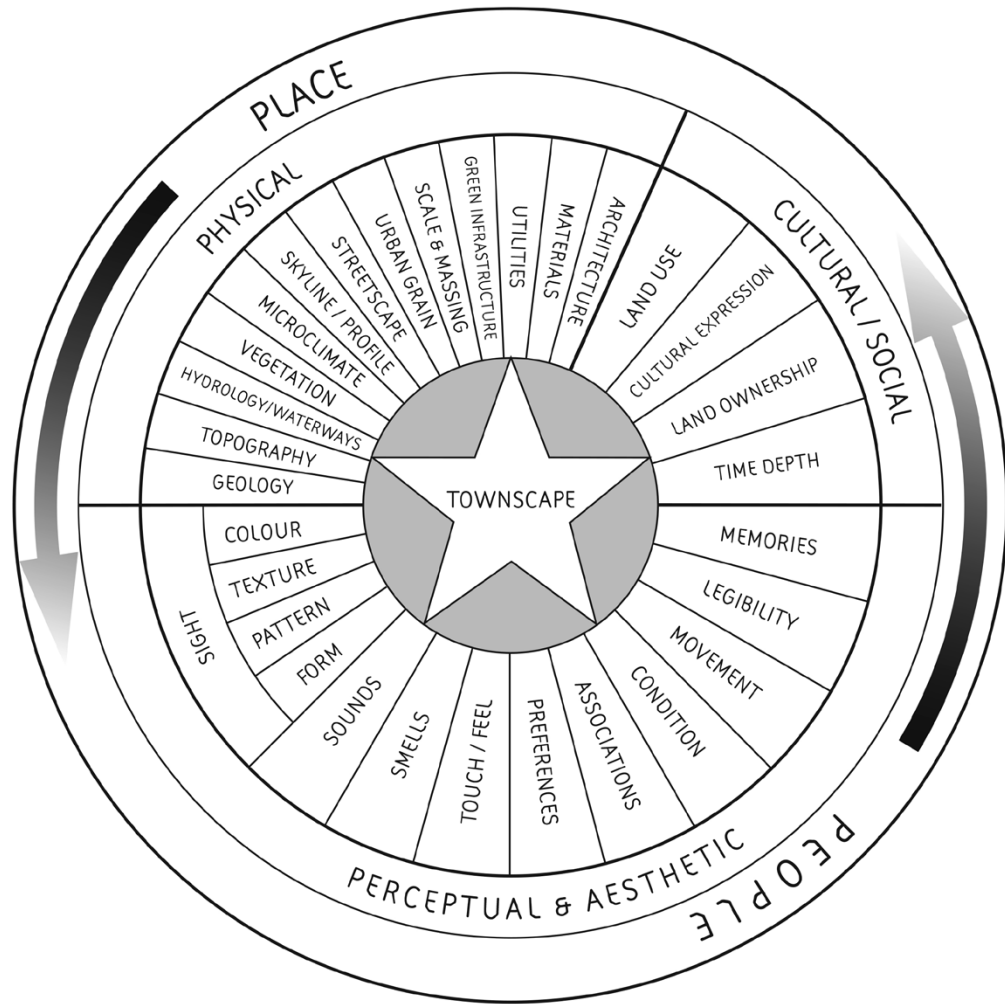 PLACE
PHYSICAL
CULTURAL / SOCIAL
PEOPLE
PERCEPTUAL & AESTHETIC
TOWNSCAPE
GEOLOGY
TOPOGRAPHY
HYDROLOGY/WATERWAYS
VEGETATION
MICROCLIMATE
SKYLINE / PROFILE
STREETSCAPE
URBAN GRAIN
SCALE & MASSING
GREEN INFRASTRUCTURE
UTILITIES
MATERIALS
ARCHITECTURE
LAND USE
CULTURAL EXPRESSION
LAND OWNERSHIP
TIME DEPTH
MEMORIES
LEGIBILITY
MOVEMENT
CONDITION
ASSOCIATIONS
PREFERENCES
TOUCH / FEEL
SMELLS
SOUNDS
SIGHT
FORM
PATTERN
TEXTURE
COLOUR